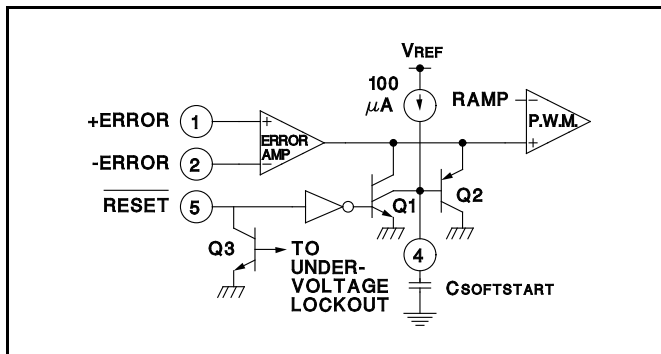 VREF
100
μA
RAMP
P.W.M.
+
+ERROR
1
+
ERROR
AMP
-ERROR
2
RESET
5
Q1
Q2
Q3
TO
UNDER-
VOLTAGE
LOCKOUT
4
CSOFTSTART